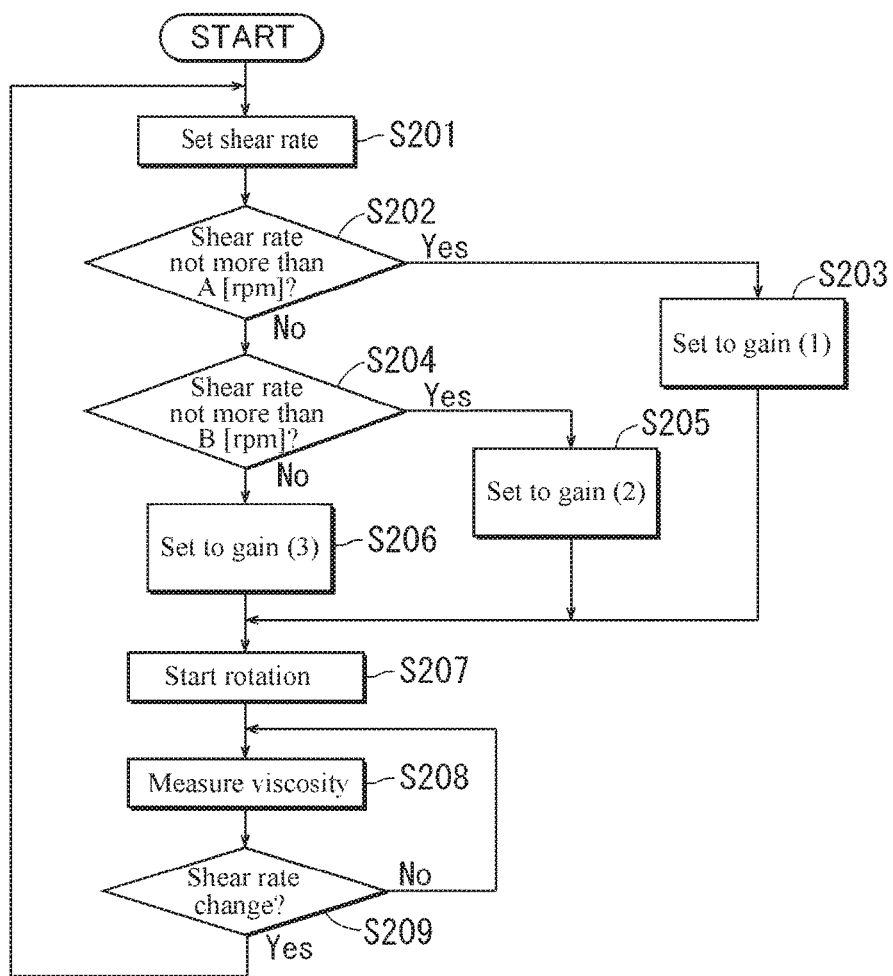 START
Set shear rate
S201
S202
Shear rate
not more than
A [rpm]?
Yes
No
S203
Set to gain (1)
S204
Shear rate
not more than
B [rpm]?
Yes
No
S205
Set to gain (2)
Set to gain (3)
S206
Start rotation
S207
Measure viscosity
S208
Shear rate
change?
No
S209
Yes